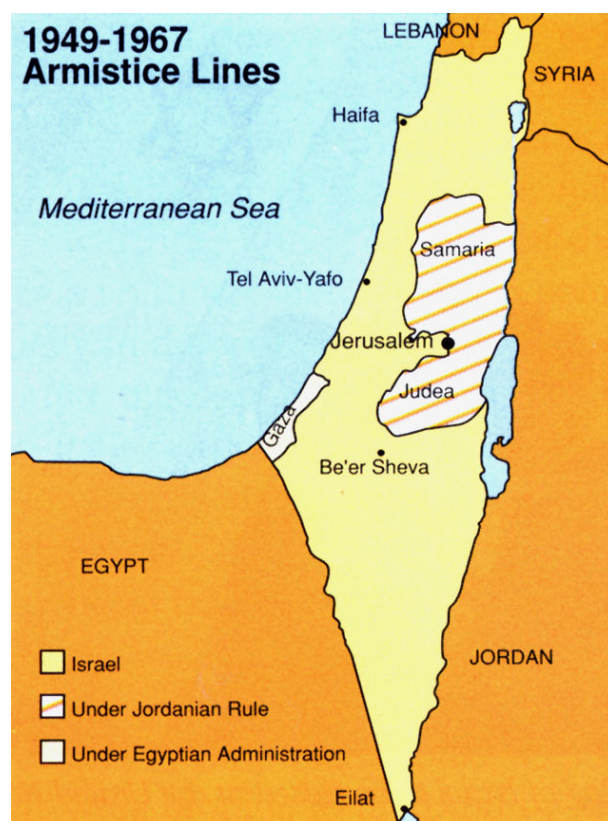 1949-1967
Armistice Lines
LEBANON
SYRIA
Haifa
Mediterranean Sea
Samaria
Tel Aviv-Yafo
Jerusalem
Judea
Gaza
Be'er Sheva
EGYPT
JORDAN
Israel
Under Jordanian Rule
Under Egyptian Administration
Eilat